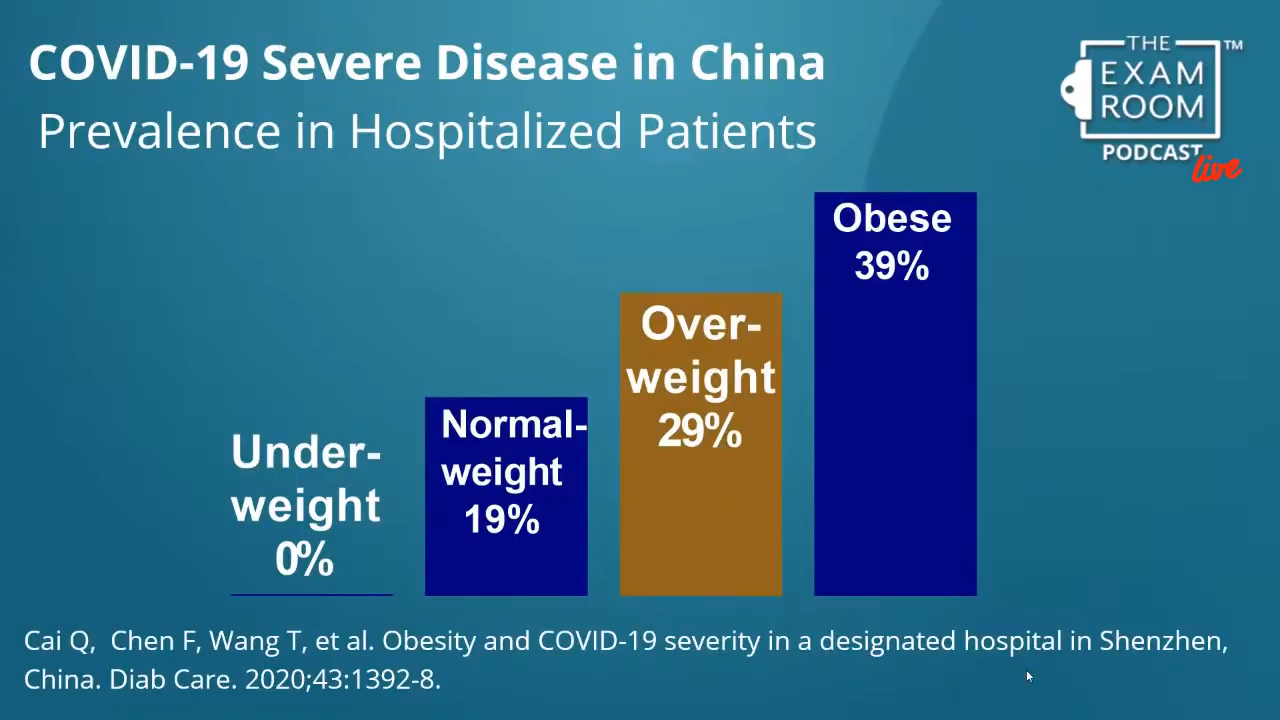 COVID-19 Severe Disease in China
Prevalence in Hospitalized Patients
THE
EXAM
ROOM
PODCAST
live
TM
Under-
weight
0%
Normal-
weight
19%
Over-
weight
29%
Obese
39%
Cai Q,  Chen F, Wang T, et al. Obesity and COVID-19 severity in a designated hospital in Shenzhen,
China. Diab Care. 2020;43:1392-8.